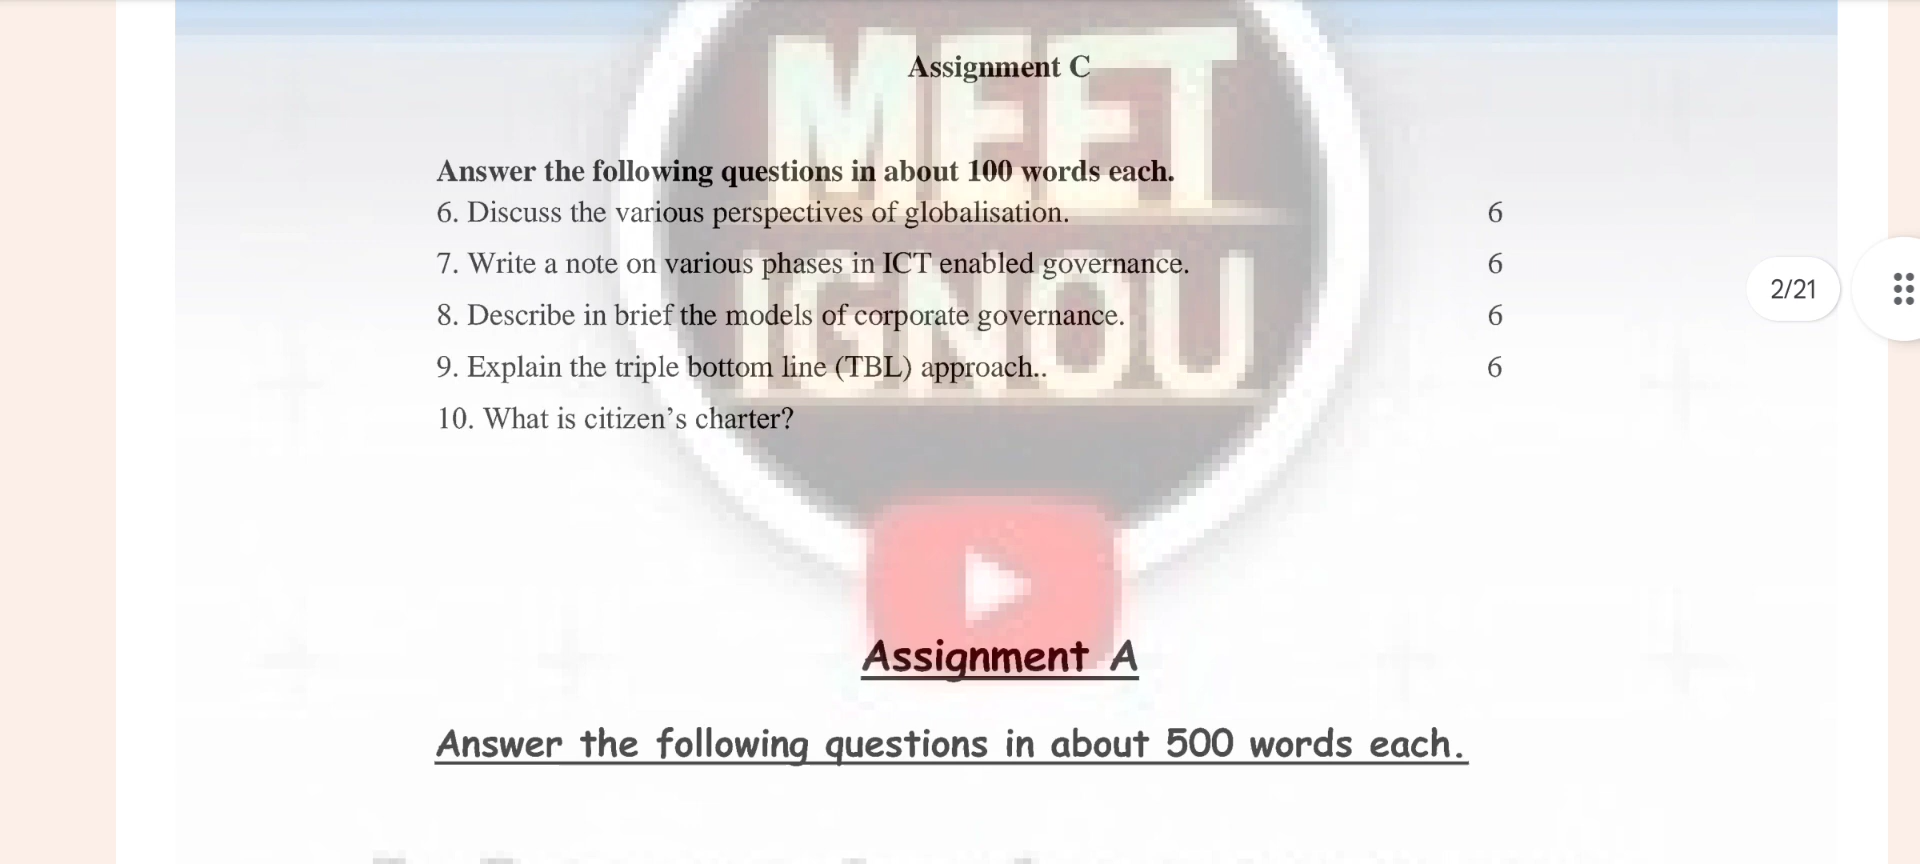 MEET
IGNOU
Assignment C
Answer the following questions in about 100 words each.
6. Discuss the various perspectives of globalisation. 6
7. Write a note on various phases in ICT enabled governance. 6
8. Describe in brief the models of corporate governance. 6
9. Explain the triple bottom line (TBL) approach.. 6
10. What is citizen’s charter?
2/21
Assignment A
Answer the following questions in about 500 words each.